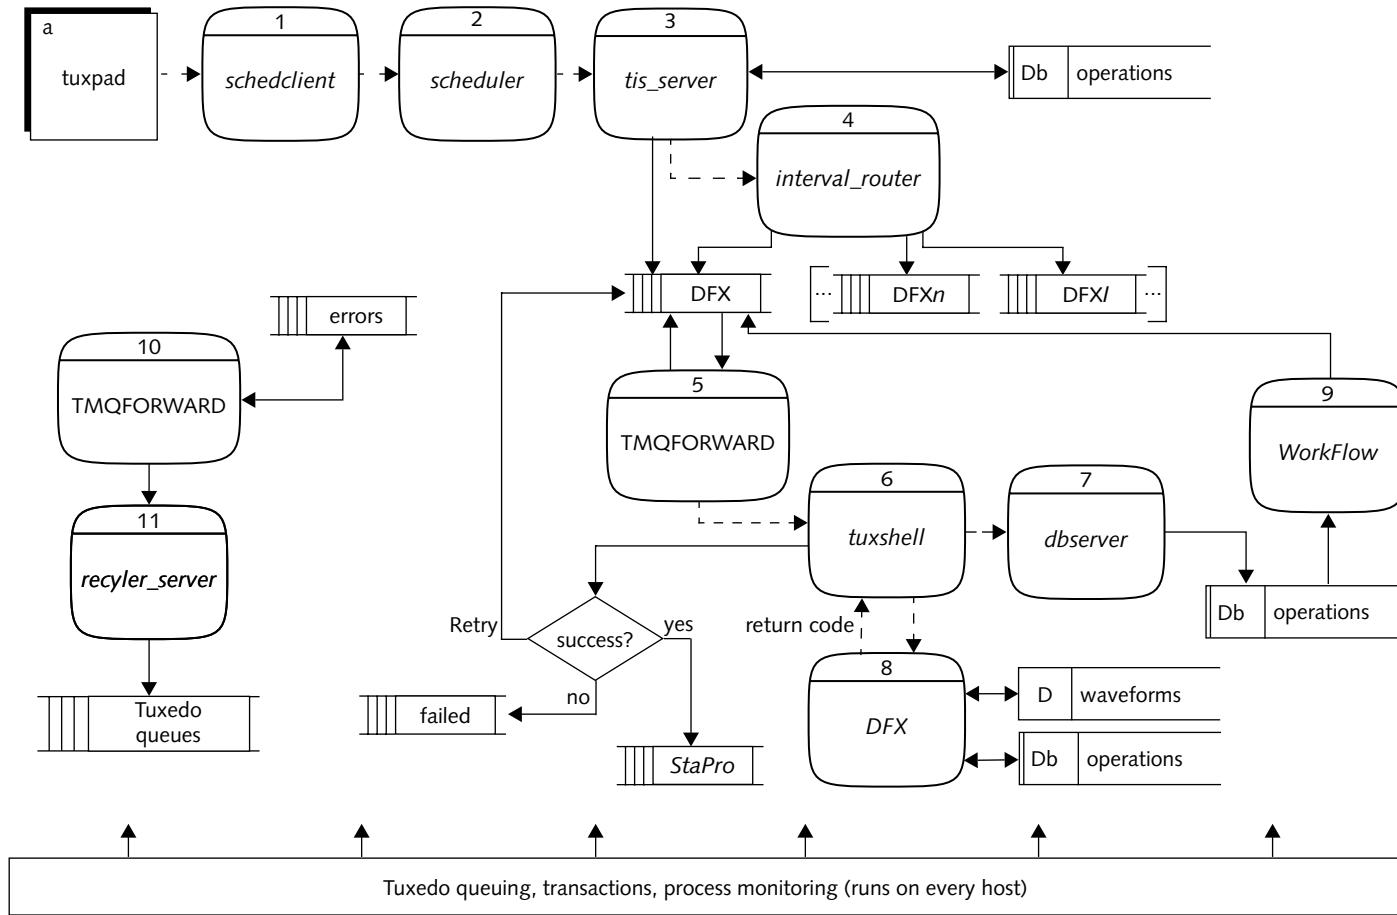 a
tuxpad
1
schedclient
2
scheduler
3
tis_server
Db operations
4
interval_router
DFX
... DFXn
DFXl ...
errors
10
TMQFORWARD
5
TMQFORWARD
9
WorkFlow
11
recyler_server
6
tuxshell
7
dbserver
Db operations
Retry
success?
yes
no
return code
8
DFX
D waveforms
Db operations
Tuxedo
queues
failed
StaPro
Tuxedo queuing, transactions, process monitoring (runs on every host)